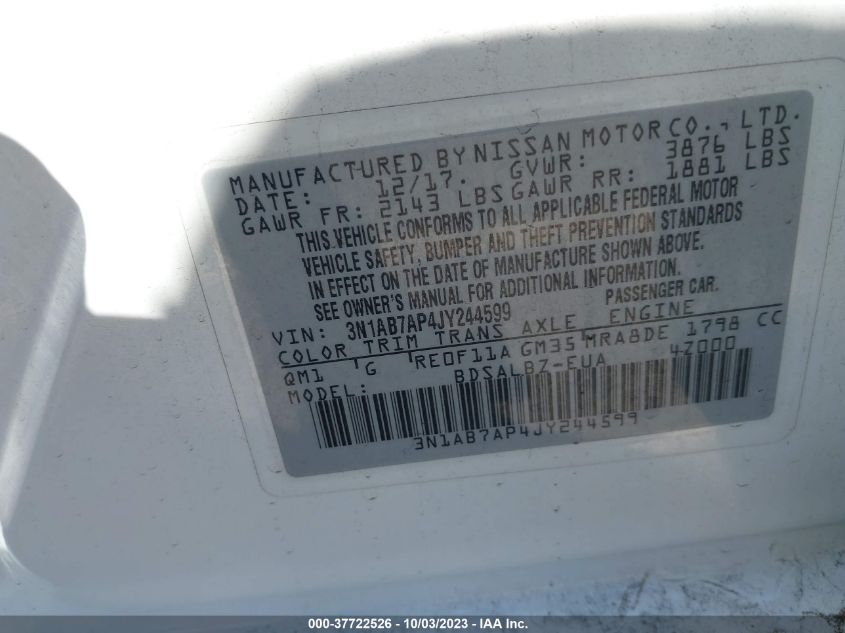 MANUFACTURED BY NISSAN MOTOR CO., LTD.
DATE: 12/17. GVWR: 3876 LBS
GAWR FR: 2143 LBS GAWR RR: 1881 LBS
THIS VEHICLE CONFORMS TO ALL APPLICABLE FEDERAL MOTOR
VEHICLE SAFETY, BUMPER AND THEFT PREVENTION STANDARDS
IN EFFECT ON THE DATE OF MANUFACTURE SHOWN ABOVE.
SEE OWNER'S MANUAL FOR ADDITIONAL INFORMATION.
VIN: 3N1AB7AP4JY244599 PASSENGER CAR.
COLOR TRIM TRANS AXLE ENGINE
QM1 G RE0F11A GM35 MRA8DE 1798 CC
MODEL: BDSALBZ-EUA 4Z000
3N1AB7AP4JY244599
000-37722526 - 10/03/2023 - IAA Inc.